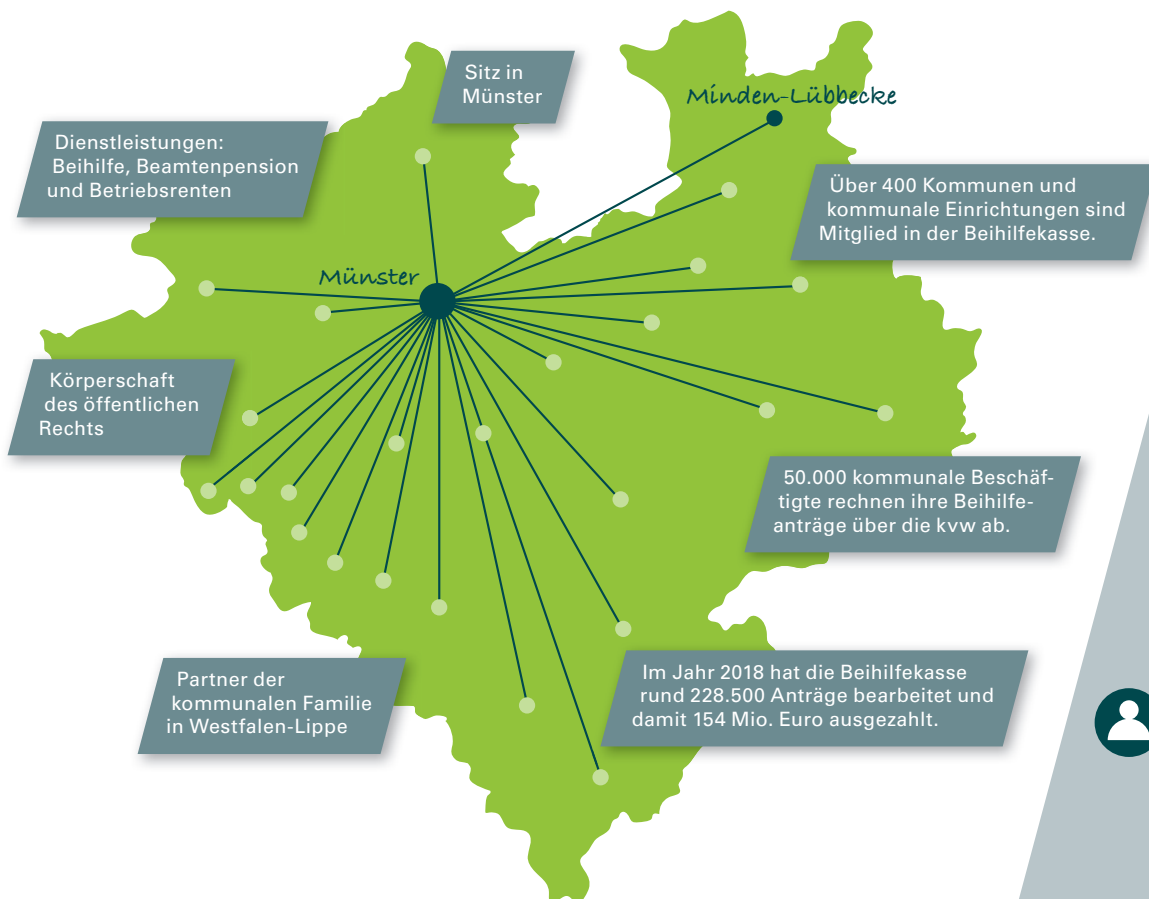 Sitz in
Münster
Minden-Lübbecke
Dienstleistungen:
Beihilfe, Beamtenpension
und Betriebsrenten
Über 400 Kommunen und
kommunale Einrichtungen sind
Mitglied in der Beihilfekasse.
Münster
Körperschaft
des öffentlichen
Rechts
50.000 kommunale Beschäf-
tigte rechnen ihre Beihilfe-
anträge über die kvw ab.
Partner der
kommunalen Familie
in Westfalen-Lippe
Im Jahr 2018 hat die Beihilfekasse
rund 228.500 Anträge bearbeitet und
damit 154 Mio. Euro ausgezahlt.